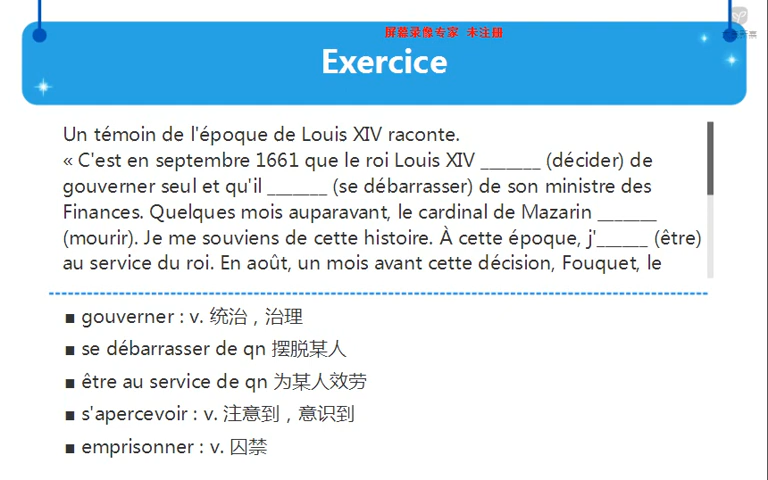 屏幕录像专家 未注册
Exercice
Un témoin de l'époque de Louis XIV raconte.
« C'est en septembre 1661 que le roi Louis XIV ______ (décider) de
gouverner seul et qu'il ______ (se débarrasser) de son ministre des
Finances. Quelques mois auparavant, le cardinal de Mazarin ______
(mourir). Je me souviens de cette histoire. À cette époque, j'_____ (être)
au service du roi. En août, un mois avant cette décision, Fouquet, le
■ gouverner : v. 统治，治理
■ se débarrasser de qn 摆脱某人
■ être au service de qn 为某人效劳
■ s'apercevoir : v. 注意到，意识到
■ emprisonner : v. 囚禁